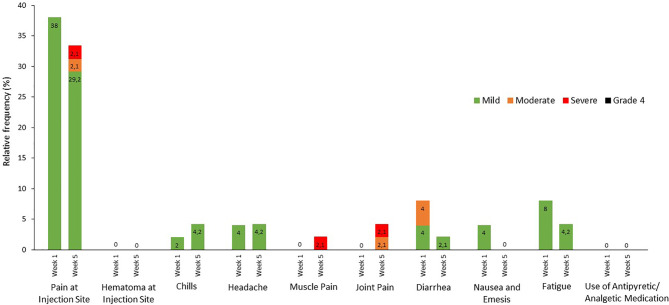 40
35
30
25
20
15
10
5
0
Relative frequency (%)
38
2,1
2,1
29,2
0
0
2
4,2
4
4,2
0
2,1
0
2,1
2,1
4
4
2,1
4
0
8
4,2
0
0
Mild
Moderate
Severe
Grade 4
Week 1
Week 5
Week 1
Week 5
Week 1
Week 5
Week 1
Week 5
Week 1
Week 5
Week 1
Week 5
Week 1
Week 5
Week 1
Week 5
Week 1
Week 5
Week 1
Week 5
Pain at
Injection Site
Hematoma at
Injection Site
Chills
Headache
Muscle Pain
Joint Pain
Diarrhea
Nausea and
Emesis
Fatigue
Use of Antipyretic/
Analgetic Medication